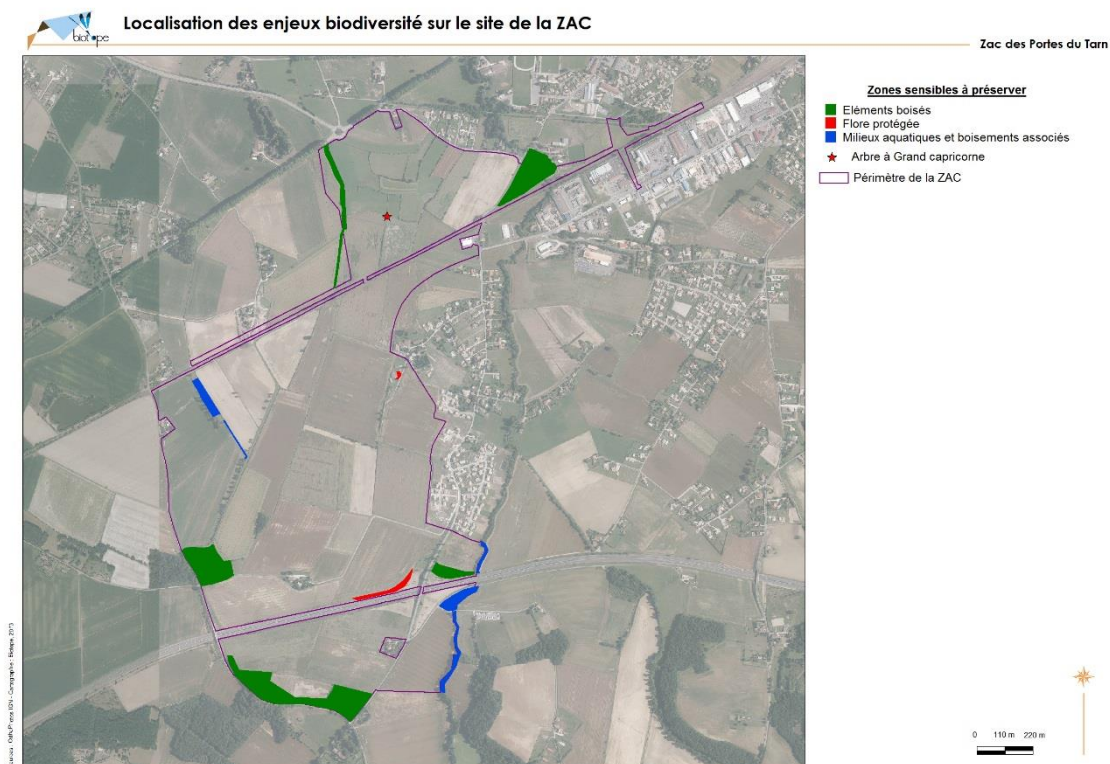 biotope
Localisation des enjeux biodiversité sur le site de la ZAC
Zac des Portes du Tarn
Zones sensibles à préserver
Eléments boisés
Flore protégée
Milieux aquatiques et boisements associés
Arbre à Grand capricorne
Périmètre de la ZAC
0 110 m 220 m